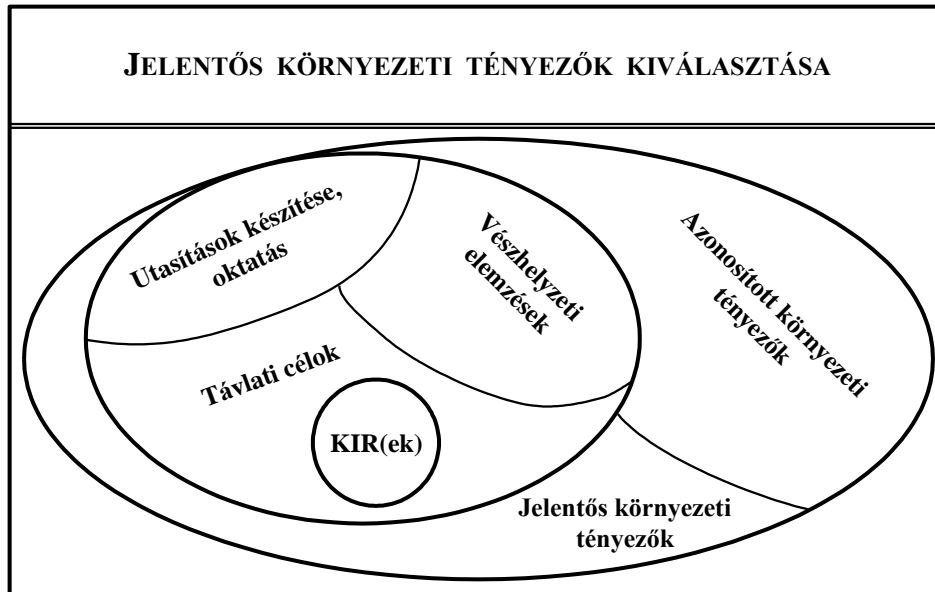 JELENTŐS KÖRNYEZETI TÉNYEZŐK KIVÁLASZTÁSA
Utasítások készítése,
oktatás
Vészhelyzeti
elemzések
Azonosított környezeti
tényezők
Távlati célok
KIR(ek)
Jelentős környezeti
tényezők